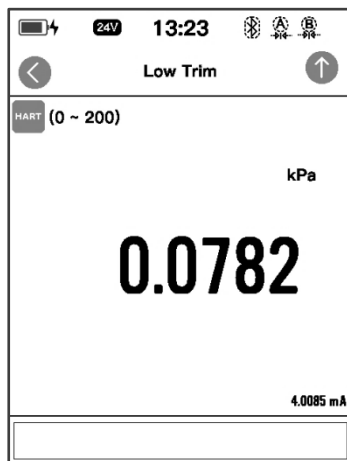 24V 13:23 A B
Low Trim
HART (0 ~ 200)
kPa
0.0782
4.0085 mA